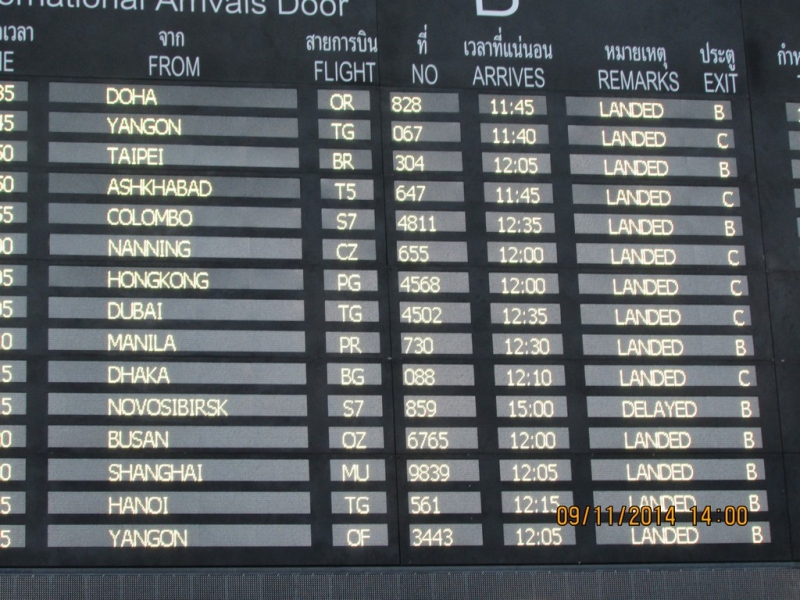 International Arrivals Door B
เวลา จาก สายการบิน ที่ เวลาที่แน่นอน หมายเหตุ ประตู
FROM FLIGHT NO ARRIVES REMARKS EXIT
DOHA OR 828 11:45 LANDED B
YANGON TG 067 11:40 LANDED C
TAIPEI BR 304 12:05 LANDED B
ASHKHABAD T5 647 11:45 LANDED C
COLOMBO S7 4811 12:35 LANDED B
NANNING CZ 655 12:00 LANDED C
HONGKONG PG 4568 12:00 LANDED C
DUBAI TG 4502 12:35 LANDED C
MANILA PR 730 12:30 LANDED B
DHAKA BG 088 12:10 LANDED C
NOVOSIBIRSK S7 859 15:00 DELAYED B
BUSAN OZ 6765 12:00 LANDED B
SHANGHAI MU 9839 12:05 LANDED B
HANOI TG 561 12:15 LANDED B
YANGON OF 3443 12:05 LANDED B
09/11/2014 14:00